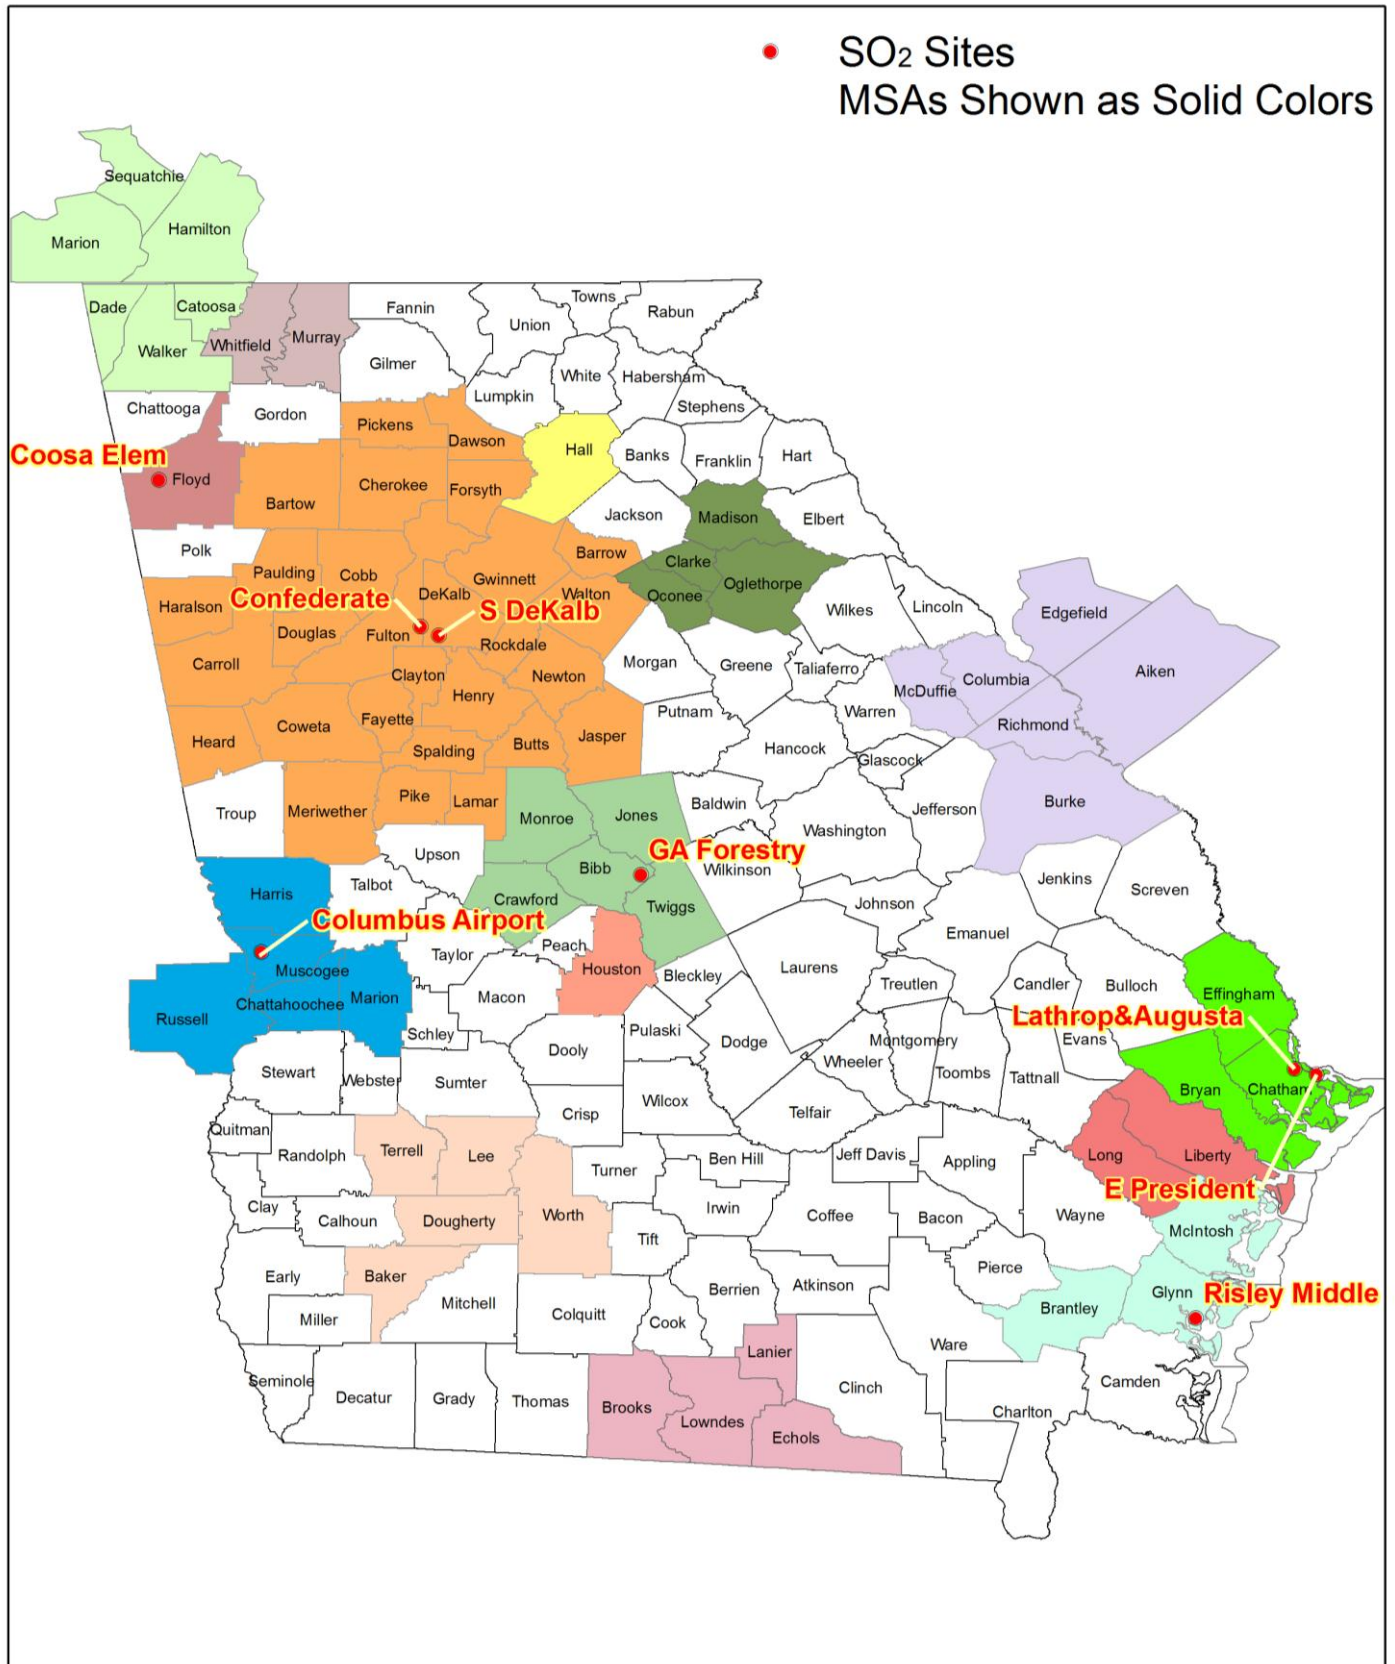 SO2 Sites
MSAs Shown as Solid Colors
Sequatchie
Hamilton
Marion
Dade
Catoosa
Walker
Whitfield
Murray
Fannin
Union
Towns
Rabun
Gilmer
White
Habersham
Lumpkin
Stephens
Chattooga
Gordon
Pickens
Dawson
Hall
Banks
Franklin
Hart
Coosa Elem
Floyd
Bartow
Cherokee
Forsyth
Jackson
Madison
Elbert
Polk
Barrow
Paulding
Cobb
Gwinnett
Clarke
Oglethorpe
DeKalb
Walton
Oconee
Haralson
Confederate
S DeKalb
Wilkes
Lincoln
Edgefield
Douglas
Fulton
Rockdale
Carroll
Clayton
Newton
Morgan
Greene
Taliaferro
Columbia
Aiken
Henry
McDuffie
Fayette
Putnam
Warren
Richmond
Coweta
Heard
Spalding
Butts
Jasper
Hancock
Glascock
Troup
Meriwether
Pike
Lamar
Monroe
Jones
Baldwin
Washington
Jefferson
Burke
Upson
GA Forestry
Bibb
Wilkinson
Harris
Talbot
Crawford
Twiggs
Johnson
Jenkins
Screven
Columbus Airport
Emanuel
Peach
Taylor
Muscogee
Houston
Bleckley
Laurens
Treutlen
Candler
Bulloch
Effingham
Marion
Macon
Chattahoochee
Russell
Lathrop&Augusta
Schley
Pulaski
Dodge
Montgomery
Evans
Dooly
Wheeler
Stewart
Webster
Sumter
Toombs
Tattnall
Bryan
Chatham
Crisp
Wilcox
Telfair
Quitman
Randolph
Terrell
Lee
Turner
Ben Hill
Jeff Davis
Appling
Long
Liberty
E President
Clay
Calhoun
Dougherty
Worth
Irwin
Coffee
Bacon
Wayne
McIntosh
Tift
Early
Baker
Mitchell
Berrien
Atkinson
Pierce
Brantley
Glynn
Risley Middle
Miller
Colquitt
Cook
Lanier
Ware
Seminole
Decatur
Grady
Thomas
Brooks
Lowndes
Echols
Clinch
Charlton
Camden